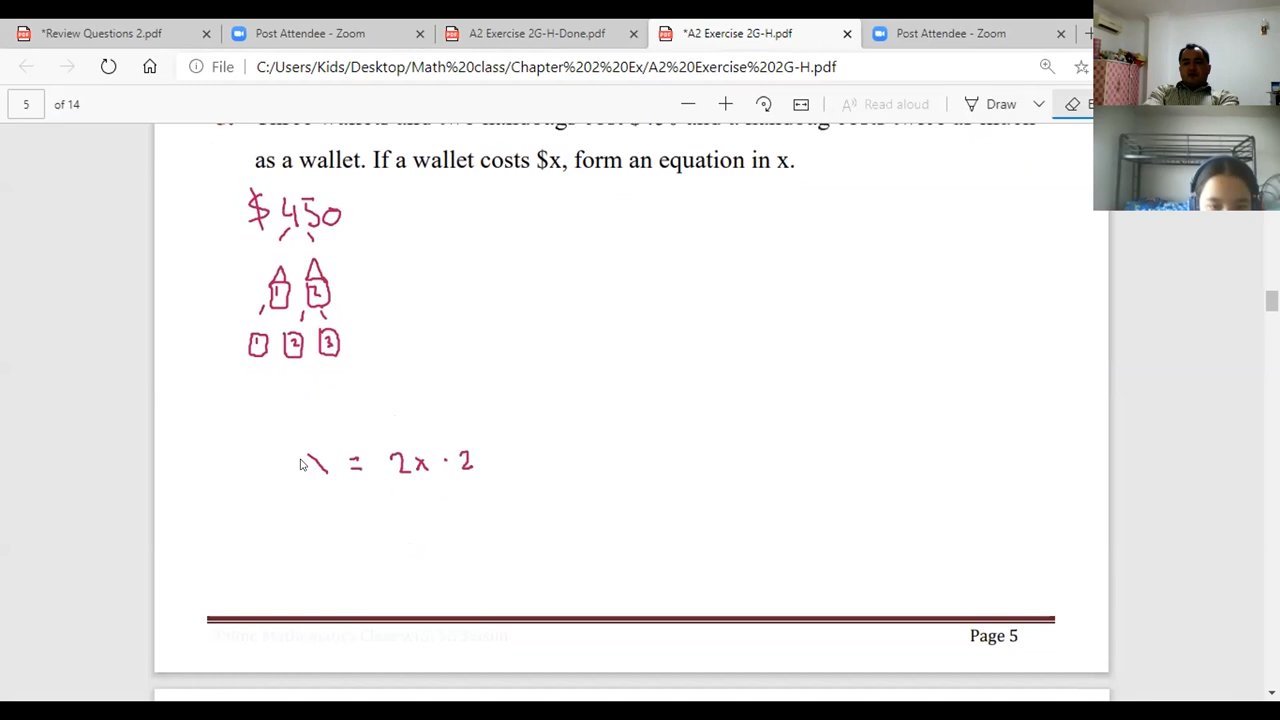 *Review Questions 2.pdf
Post Attendee - Zoom
A2 Exercise 2G-H-Done.pdf
*A2 Exercise 2G-H.pdf
Post Attendee - Zoom
File C:/Users/Kids/Desktop/Math%20class/Chapter%202%20Ex/A2%20Exercise%202G-H.pdf
5 of 14
Read aloud
Draw
as a wallet. If a wallet costs $x, form an equation in x.
$ 450
1 2
1 2 3
\ = 2x · 2
Page 5